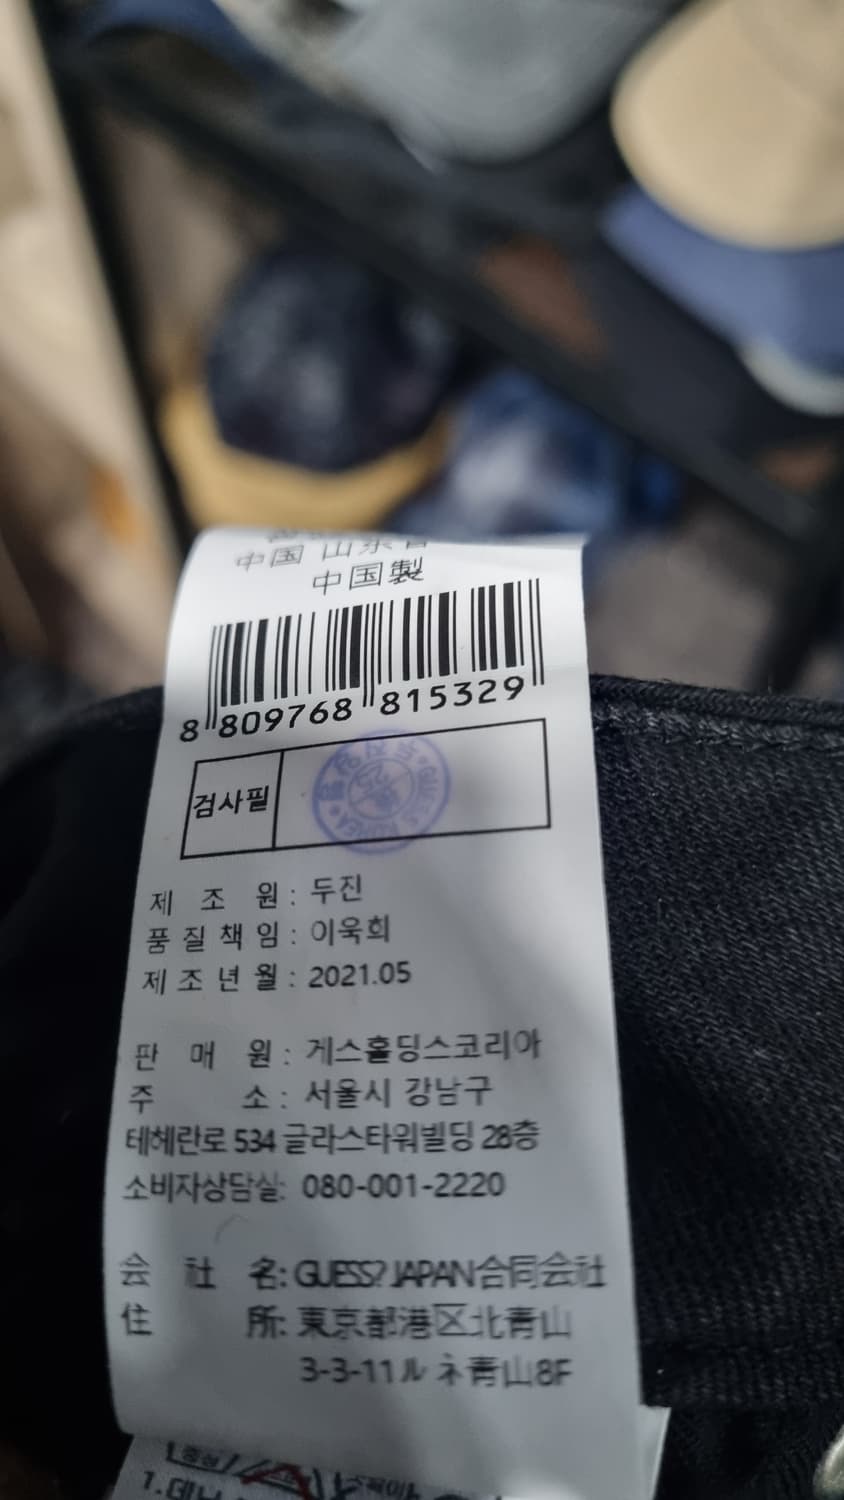 中国 山东省
中国製
8 809768 815329
검사필
GUESS KOREA
제 조 원 : 두진
품질책임 : 이욱희
제조년월 : 2021.05
판 매 원 : 게스홀딩스코리아
주 소 : 서울시 강남구
테헤란로 534 글라스타워빌딩 28층
소비자상담실: 080-001-2220
会 社 名: GUESS? JAPAN合同会社
住 所: 東京都港区北青山
3-3-11ルネ青山8F